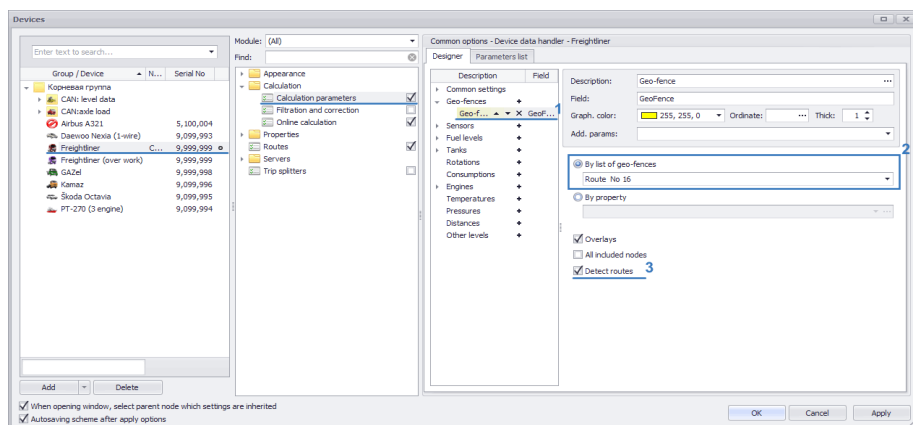 Devices
Enter text to search...
Group / Device N... Serial No
Корневая группа
CAN: level data
CAN:axle load
Airbus A321 5,100,004
Daewoo Nexia (1-wire) 9,099,993
Freightliner C... 9,999,999
Freightliner (over work) 9,999,999
GAZel 9,999,998
Kamaz 9,099,996
Škoda Octavia 9,099,995
PT-270 (3 engine) 9,099,994
Add Delete
When opening window, select parent node which settings are inherited
Autosaving scheme after apply options
Module: (All)
Find:
Appearance
Calculation
Calculation parameters
Filtration and correction
Online calculation
Properties
Routes
Servers
Trip splitters
Common options - Device data handler - Freightliner
Designer Parameters list
Description Field
Common settings
Geo-fences
Geo-f... GeoF... 1
Sensors
Fuel levels
Tanks
Rotations
Consumptions
Engines
Temperatures
Pressures
Distances
Other levels
Description: Geo-fence ...
Field: GeoFence
Graph. color: 255, 255, 0 Ordinate: ... Thick: 1
Add. params:
2
By list of geo-fences
Route No 16
By property
...
Overlays
All included nodes
Detect routes 3
OK Cancel Apply